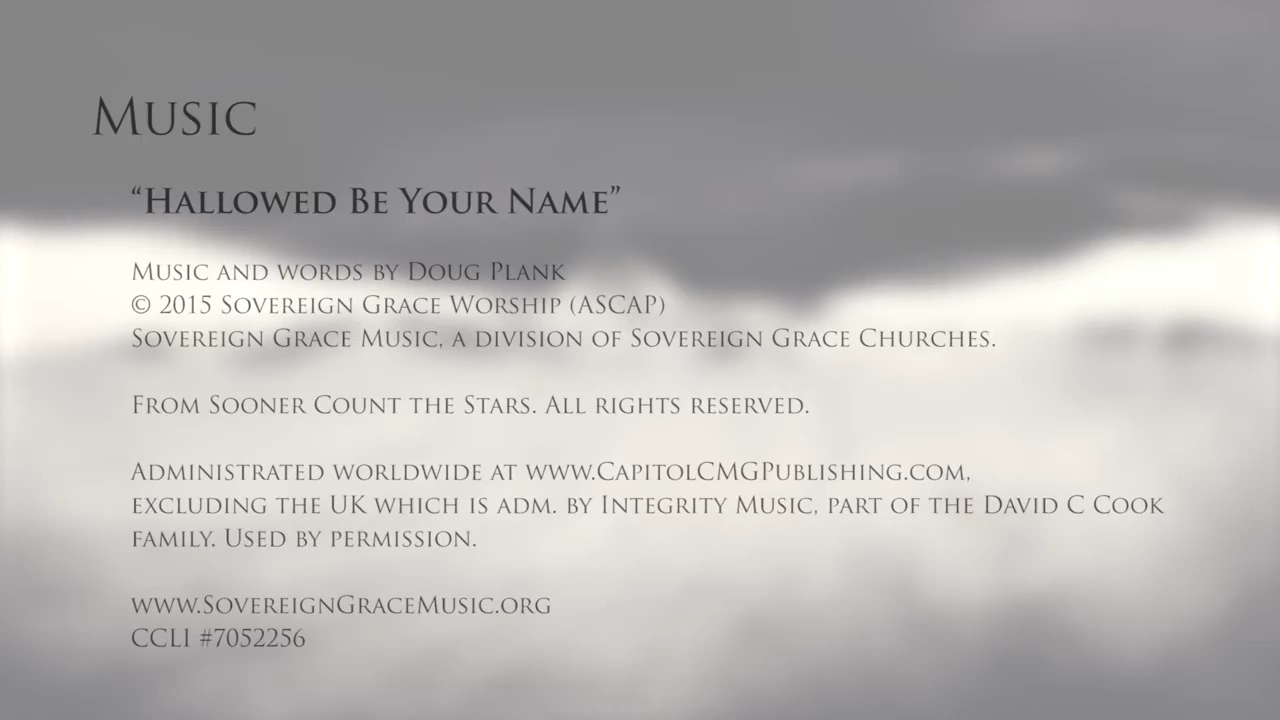 Music
“Hallowed Be Your Name”
Music and words by Doug Plank
© 2015 Sovereign Grace Worship (ASCAP)
Sovereign Grace Music, a division of Sovereign Grace Churches.
From Sooner Count the Stars. All rights reserved.
Administrated worldwide at www.CapitolCMGPublishing.com,
excluding the UK which is adm. by Integrity Music, part of the David C Cook
family. Used by permission.
www.SovereignGraceMusic.org
CCLI #7052256